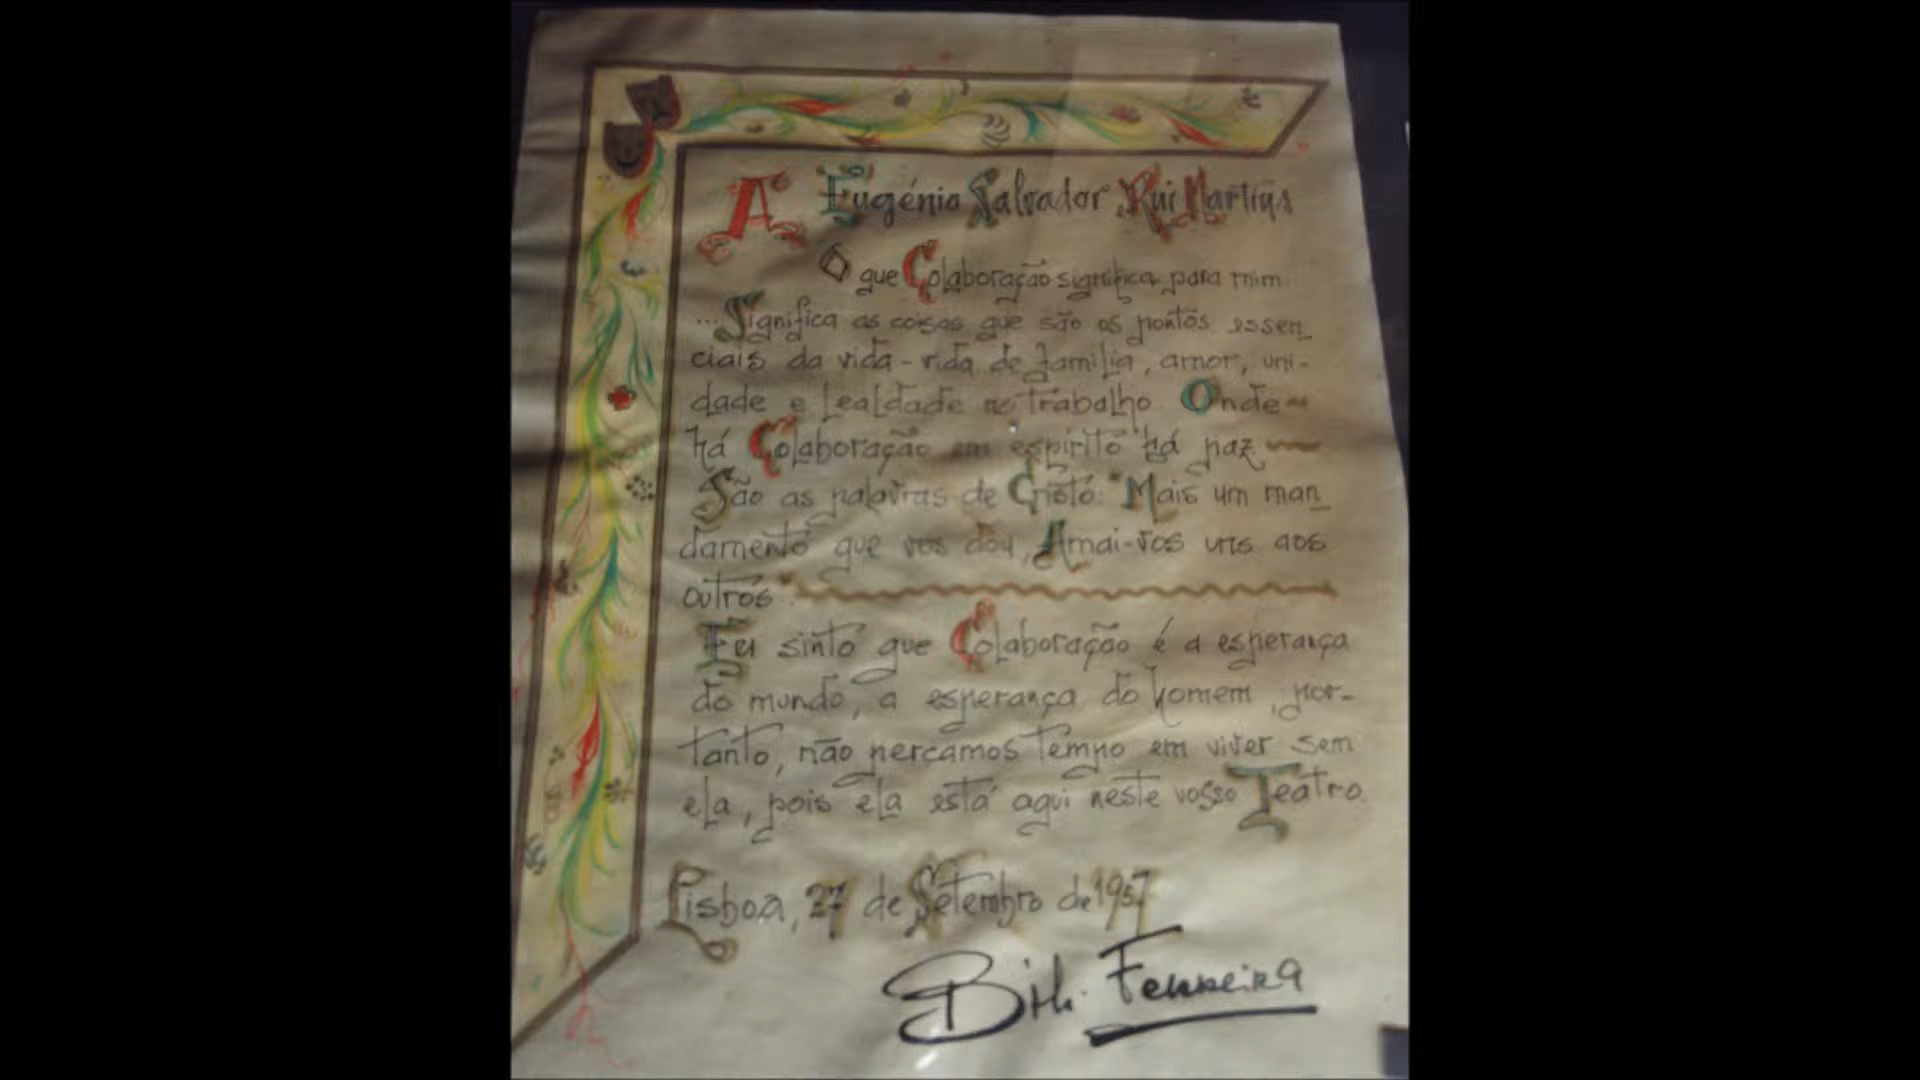 A Eugénio Salvador Rui Martins
O que Colaboração significa para mim
...Significa as coisas que são os pontos essen-
ciais da vida - vida de família, amor, uni-
dade e Lealdade no trabalho. Onde
há Colaboração em espírito há paz
São as palavras de Cristo: "Mais um man-
damento que vos dou, Amai-vos uns aos
outros".
Eu sinto que Colaboração é a esperança
do mundo, a esperança do homem, por-
tanto, não percamos tempo em viver sem
ela, pois ela está aqui neste vosso Teatro.
Lisboa, 27 de Setembro de 1957
Ferreira